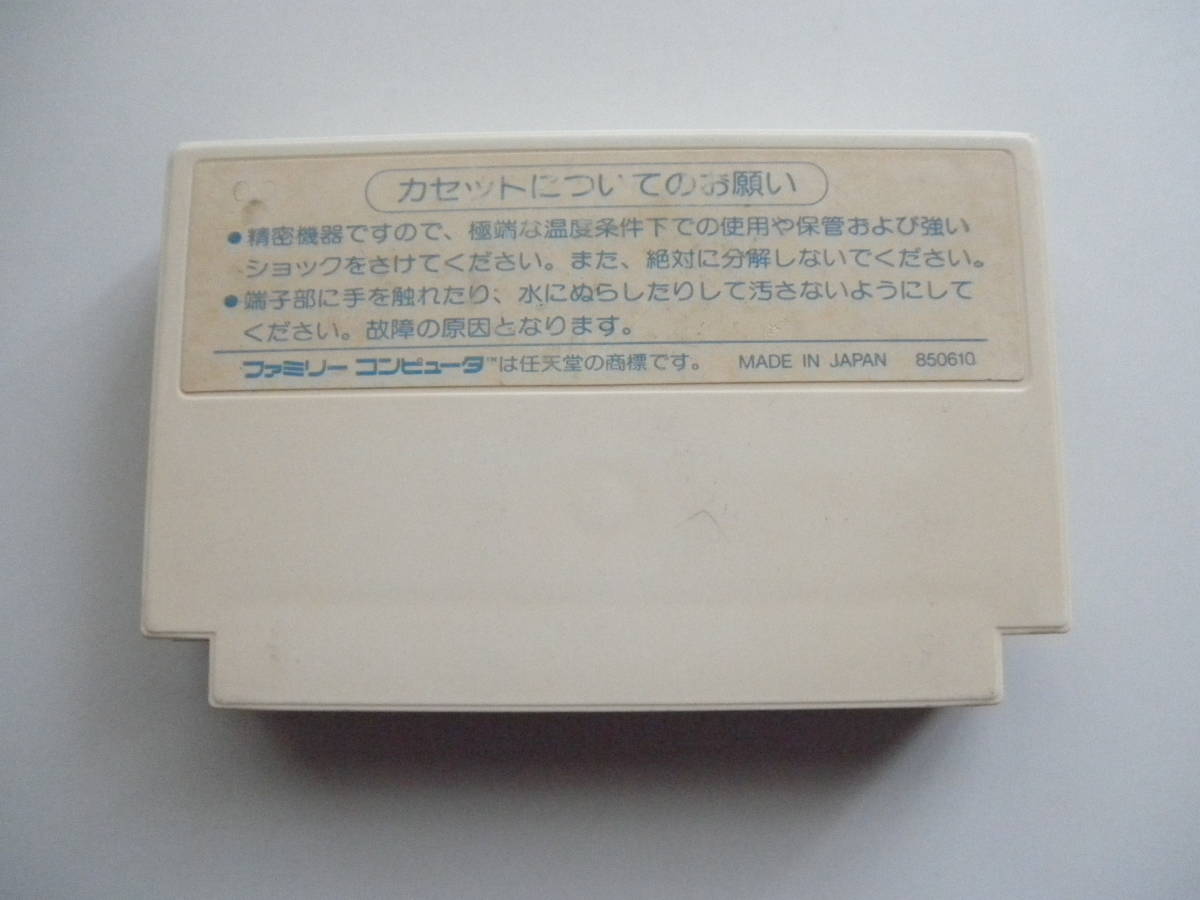 カセットについてのお願い
●精密機器ですので、極端な温度条件下での使用や保管および強い
ショックをさけてください。また、絶対に分解しないでください。
●端子部に手を触れたり、水にぬらしたりして汚さないようにして
ください。故障の原因となります。
ファミリー コンピュータ™は任天堂の商標です。 MADE IN JAPAN 850610